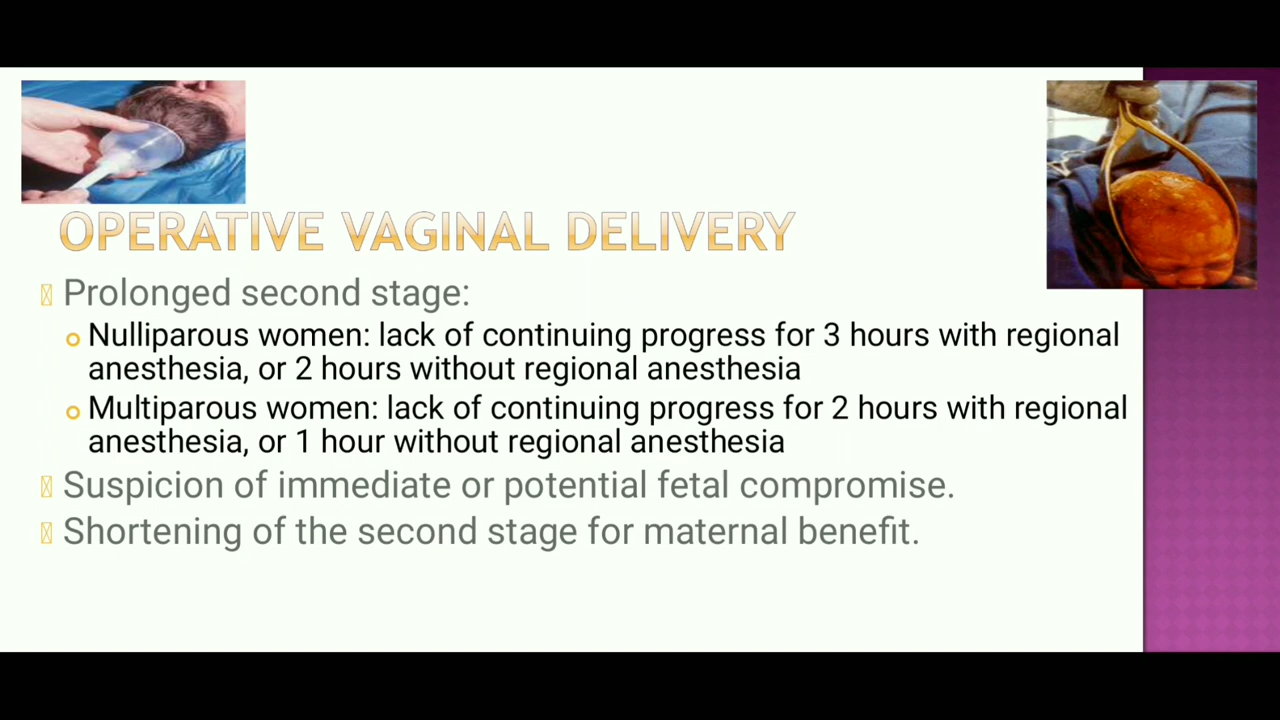 OPERATIVE VAGINAL DELIVERY
Prolonged second stage:
Nulliparous women: lack of continuing progress for 3 hours with regional
anesthesia, or 2 hours without regional anesthesia
Multiparous women: lack of continuing progress for 2 hours with regional
anesthesia, or 1 hour without regional anesthesia
Suspicion of immediate or potential fetal compromise.
Shortening of the second stage for maternal benefit.